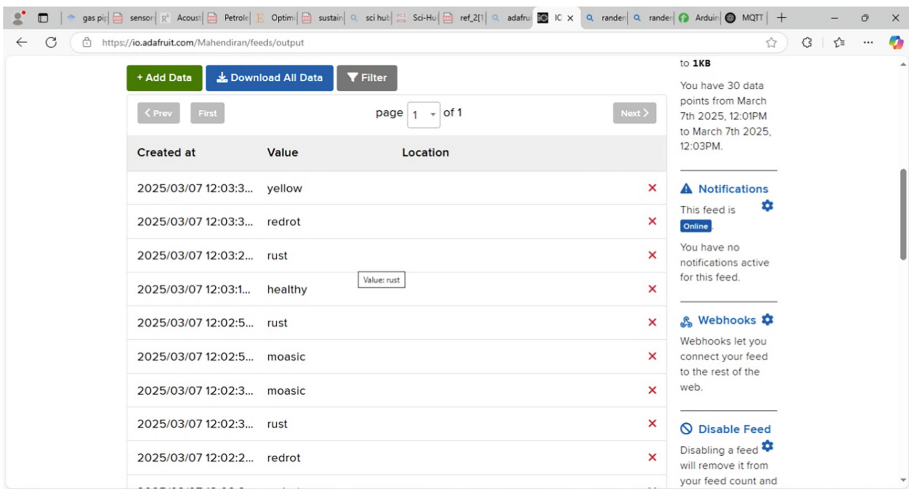 gas pip
sensor
Acoust
Petrole
Optim
sustain
sci hub
Sci-Hu
ref_2[1]
adafru
IC
rander
rander
Arduin
MQTT
https://io.adafruit.com/Mahendiran/feeds/output
+ Add Data
Download All Data
Filter
< Prev
First
page 1 of 1
Next >
Created at Value Location
2025/03/07 12:03:3... yellow
2025/03/07 12:03:3... redrot
2025/03/07 12:03:2... rust
Value: rust
2025/03/07 12:03:1... healthy
2025/03/07 12:02:5... rust
2025/03/07 12:02:5... moasic
2025/03/07 12:02:3... moasic
2025/03/07 12:02:3... rust
2025/03/07 12:02:2... redrot
to 1KB
You have 30 data
points from March
7th 2025, 12:01PM
to March 7th 2025,
12:03PM.
Notifications
This feed is
Online
You have no
notifications active
for this feed.
Webhooks
Webhooks let you
connect your feed
to the rest of the
web.
Disable Feed
Disabling a feed
will remove it from
your feed count and